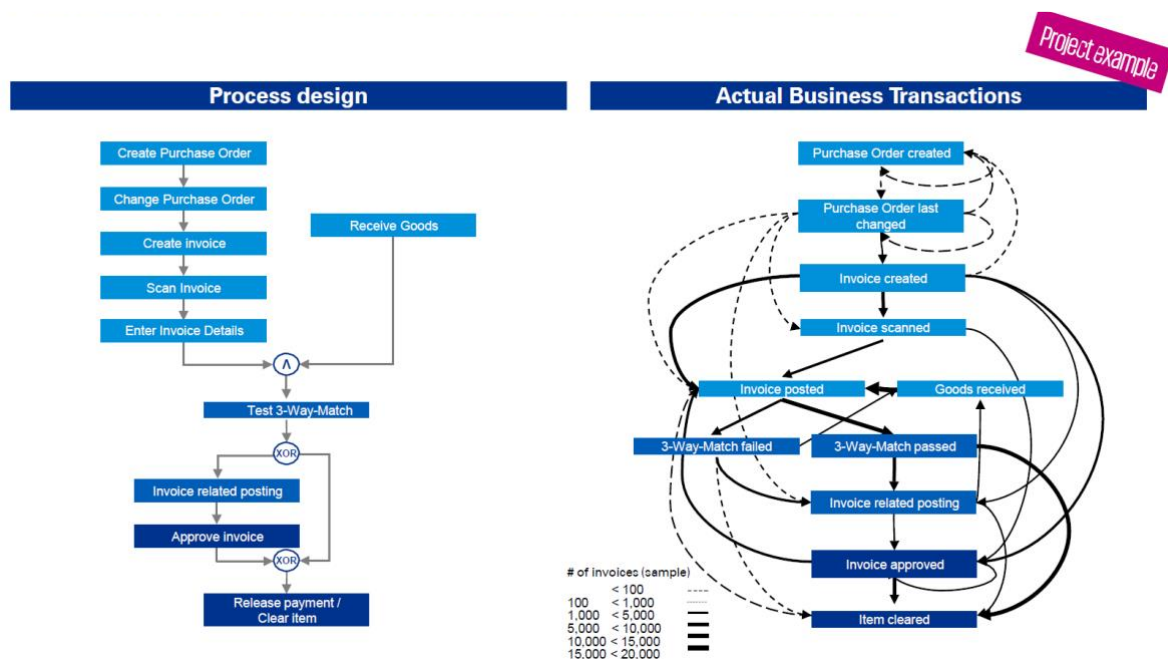 Project example
Process design
Create Purchase Order
Change Purchase Order
Create invoice
Scan Invoice
Enter Invoice Details
Receive Goods
Λ
Test 3-Way-Match
XOR
Invoice related posting
Approve invoice
XOR
Release payment /
Clear item
Actual Business Transactions
Purchase Order created
Purchase Order last
changed
Invoice created
Invoice scanned
Invoice posted
Goods received
3-Way-Match failed
3-Way-Match passed
Invoice related posting
Invoice approved
Item cleared
# of invoices (sample)
< 100
100 < 1,000
1,000 < 5,000
5,000 < 10,000
10,000 < 15,000
15,000 < 20,000